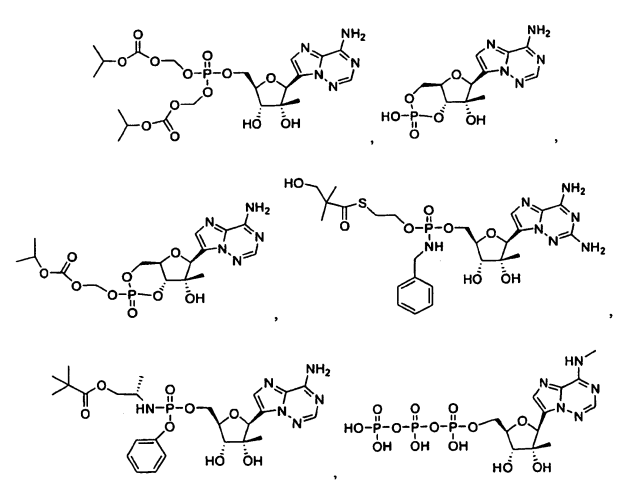 O NH₂
O O O N N
O P O O N N
O O
O O
O HO OH ,
NH₂
N N
O N N
O
HO-P-O OH
O ,
NH₂
N N
O O O N N
O O-P-O OH
O ,
HO
S O NH₂
O O-P-O N N
NH O N N NH₂
HO OH ,
O O NH₂
O HN-P-O N N
O O N N
HO OH ,
HN
O O O N N
HO-P-O-P-O-P-O O N N
OH OH OH HO OH